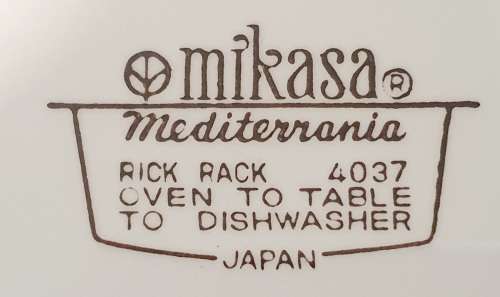 mikasa®
Mediterrania
RICK RACK 4037
OVEN TO TABLE
TO DISHWASHER
JAPAN